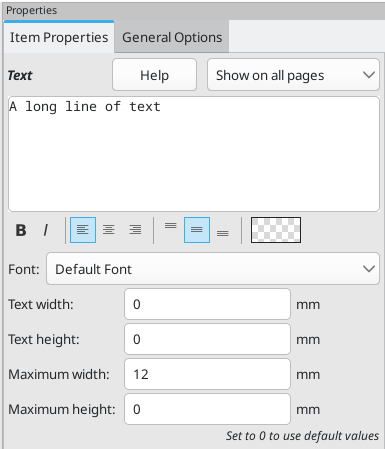 Properties
Item Properties General Options
Text Help Show on all pages
A long line of text
B I
Font: Default Font
Text width: 0 mm
Text height: 0 mm
Maximum width: 12 mm
Maximum height: 0 mm
Set to 0 to use default values